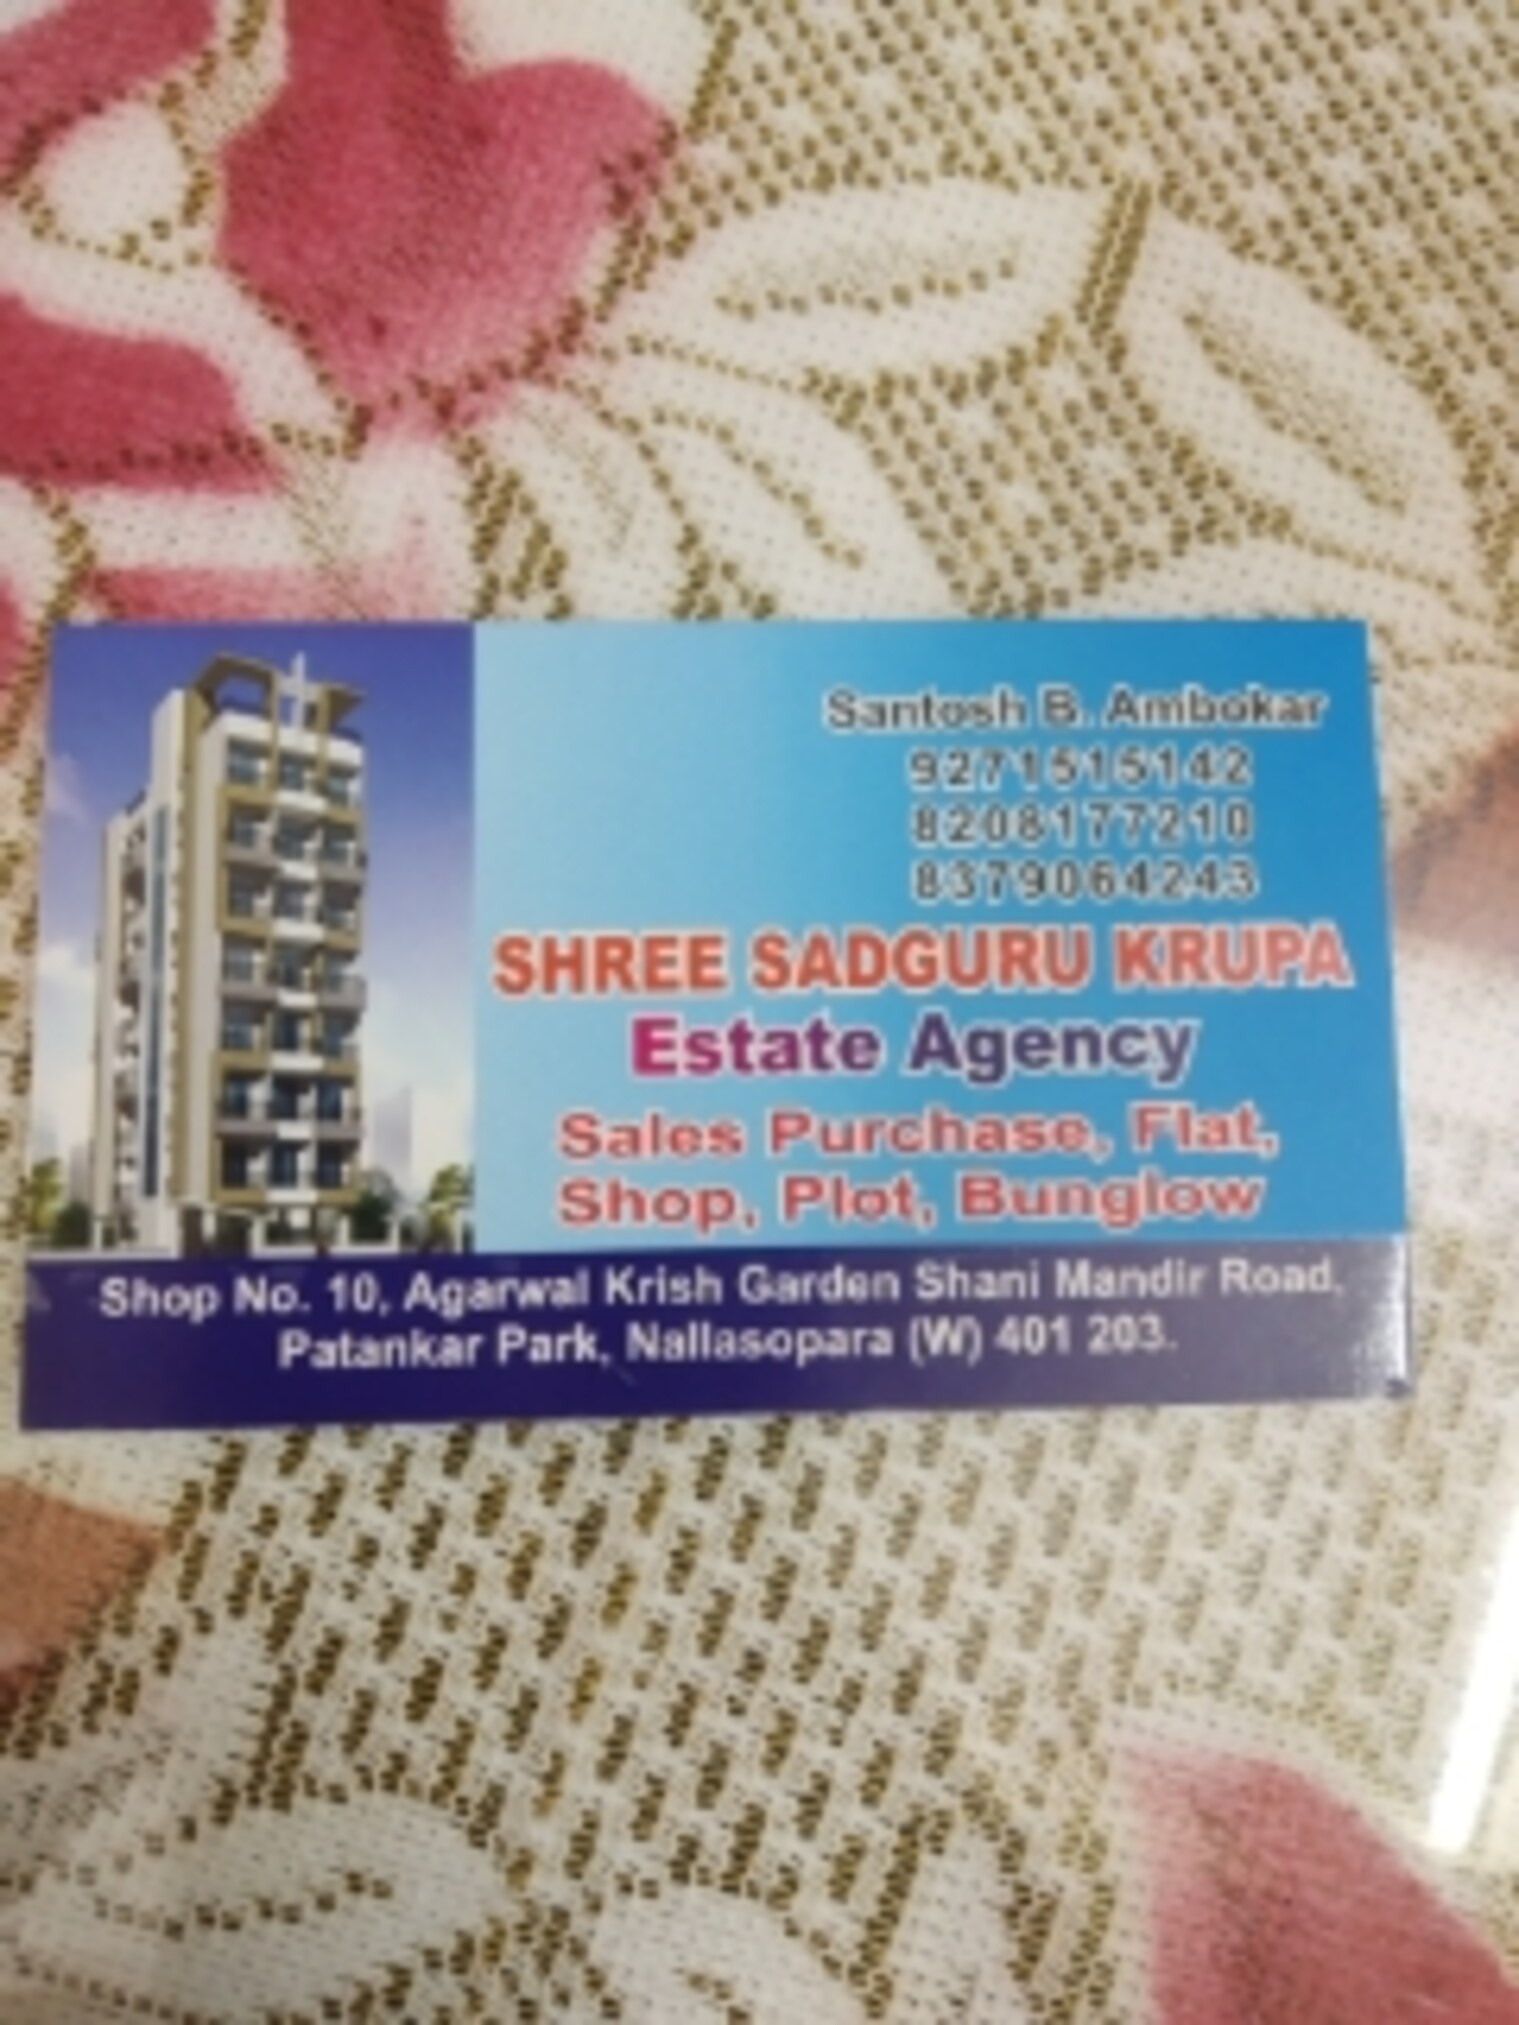 Santosh B. Ambokar
9271515142
8208177210
8379064243
SHREE SADGURU KRUPA
Estate Agency
Sales Purchase, Flat,
Shop, Plot, Bunglow
Shop No. 10, Agarwal Krish Garden Shani Mandir Road,
Patankar Park, Nallasopara (W) 401 203.